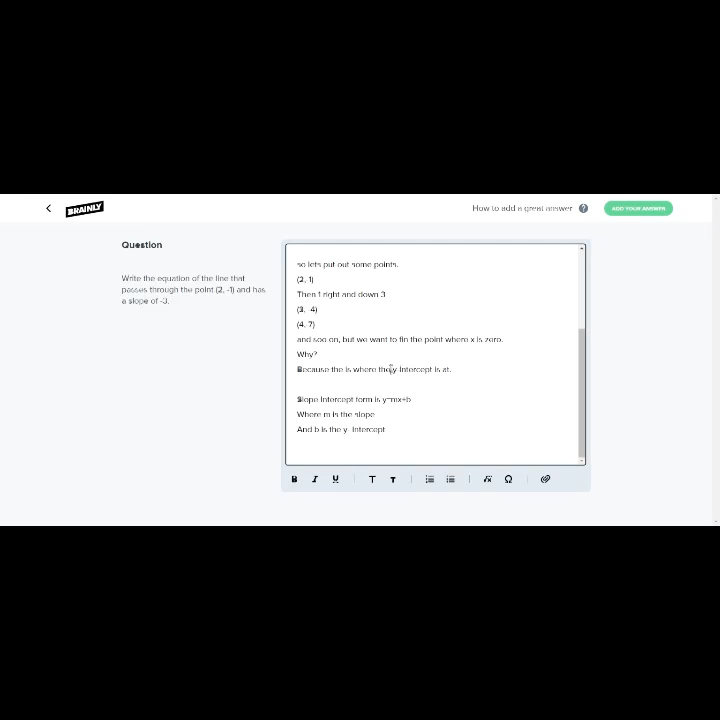 BRAINLY
How to add a great answer ?
ADD YOUR ANSWER
Question
Write the equation of the line that
passes through the point (2, -1) and has
a slope of -3.
so lets put out some points.
(2, 1)
Then 1 right and down 3
(3, 4)
(4, 7)
and soo on, but we want to fin the point where x is zero.
Why?
Because the is where the y-Intercept is at.
Slope Intercept form is y=mx+b
Where m is the slope
And b is the y Intercept
B I U T T √x Ω